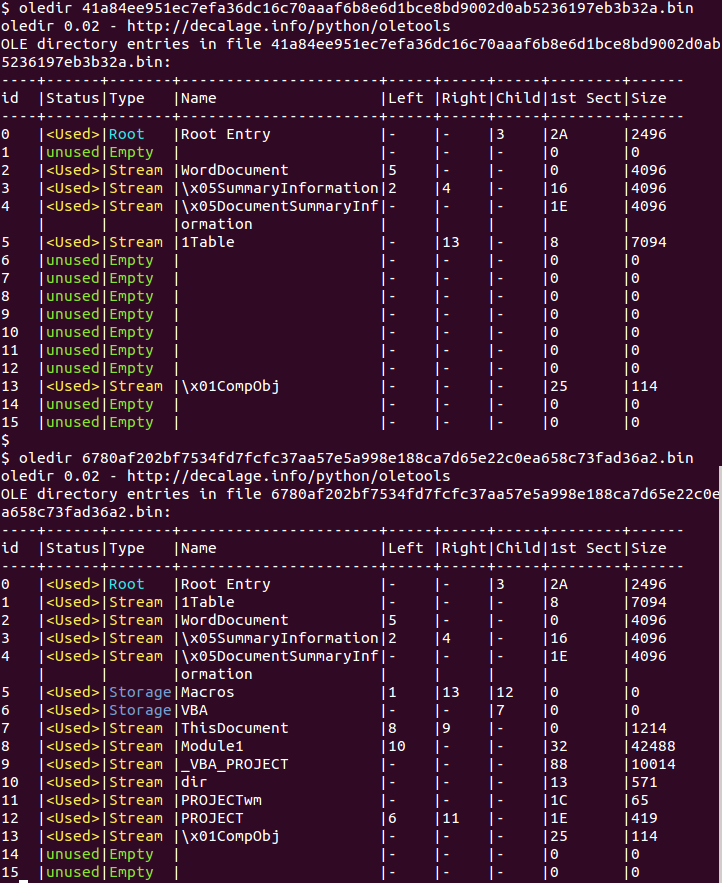 $ oledir 41a84ee951ec7efa36dc16c70aaaf6b8e6d1bce8bd9002d0ab5236197eb3b32a.bin
oledir 0.02 - http://decalage.info/python/oletools
OLE directory entries in file 41a84ee951ec7efa36dc16c70aaaf6b8e6d1bce8bd9002d0ab
5236197eb3b32a.bin:
----+------+-------+----------------------+-----+-----+-----+--------+------
id  |Status|Type   |Name                  |Left |Right|Child|1st Sect|Size
----+------+-------+----------------------+-----+-----+-----+--------+------
0   |<Used>|Root   |Root Entry            |-    |-    |3    |2A      |2496
1   |unused|Empty  |                      |-    |-    |-    |0       |0
2   |<Used>|Stream |WordDocument          |5    |-    |-    |0       |4096
3   |<Used>|Stream |\x05SummaryInformation|2    |4    |-    |16      |4096
4   |<Used>|Stream |\x05DocumentSummaryInf|-    |-    |-    |1E      |4096
    |      |       |ormation              |     |     |     |        |
5   |<Used>|Stream |1Table                |-    |13   |-    |8       |7094
6   |unused|Empty  |                      |-    |-    |-    |0       |0
7   |unused|Empty  |                      |-    |-    |-    |0       |0
8   |unused|Empty  |                      |-    |-    |-    |0       |0
9   |unused|Empty  |                      |-    |-    |-    |0       |0
10  |unused|Empty  |                      |-    |-    |-    |0       |0
11  |unused|Empty  |                      |-    |-    |-    |0       |0
12  |unused|Empty  |                      |-    |-    |-    |0       |0
13  |<Used>|Stream |\x01CompObj           |-    |-    |-    |25      |114
14  |unused|Empty  |                      |-    |-    |-    |0       |0
15  |unused|Empty  |                      |-    |-    |-    |0       |0
$
$ oledir 6780af202bf7534fd7fcfc37aa57e5a998e188ca7d65e22c0ea658c73fad36a2.bin
oledir 0.02 - http://decalage.info/python/oletools
OLE directory entries in file 6780af202bf7534fd7fcfc37aa57e5a998e188ca7d65e22c0e
a658c73fad36a2.bin:
----+------+-------+----------------------+-----+-----+-----+--------+------
id  |Status|Type   |Name                  |Left |Right|Child|1st Sect|Size
----+------+-------+----------------------+-----+-----+-----+--------+------
0   |<Used>|Root   |Root Entry            |-    |-    |3    |2A      |2496
1   |<Used>|Stream |1Table                |-    |-    |-    |8       |7094
2   |<Used>|Stream |WordDocument          |5    |-    |-    |0       |4096
3   |<Used>|Stream |\x05SummaryInformation|2    |4    |-    |16      |4096
4   |<Used>|Stream |\x05DocumentSummaryInf|-    |-    |-    |1E      |4096
    |      |       |ormation              |     |     |     |        |
5   |<Used>|Storage|Macros                |1    |13   |12   |0       |0
6   |<Used>|Storage|VBA                   |-    |-    |7    |0       |0
7   |<Used>|Stream |ThisDocument          |8    |9    |-    |0       |1214
8   |<Used>|Stream |Module1               |10   |-    |-    |32      |42488
9   |<Used>|Stream |_VBA_PROJECT          |-    |-    |-    |88      |10014
10  |<Used>|Stream |dir                   |-    |-    |-    |13      |571
11  |<Used>|Stream |PROJECTwm             |-    |-    |-    |1C      |65
12  |<Used>|Stream |PROJECT               |6    |11   |-    |1E      |419
13  |<Used>|Stream |\x01CompObj           |-    |-    |-    |25      |114
14  |unused|Empty  |                      |-    |-    |-    |0       |0
15  |unused|Empty  |                      |-    |-    |-    |0       |0